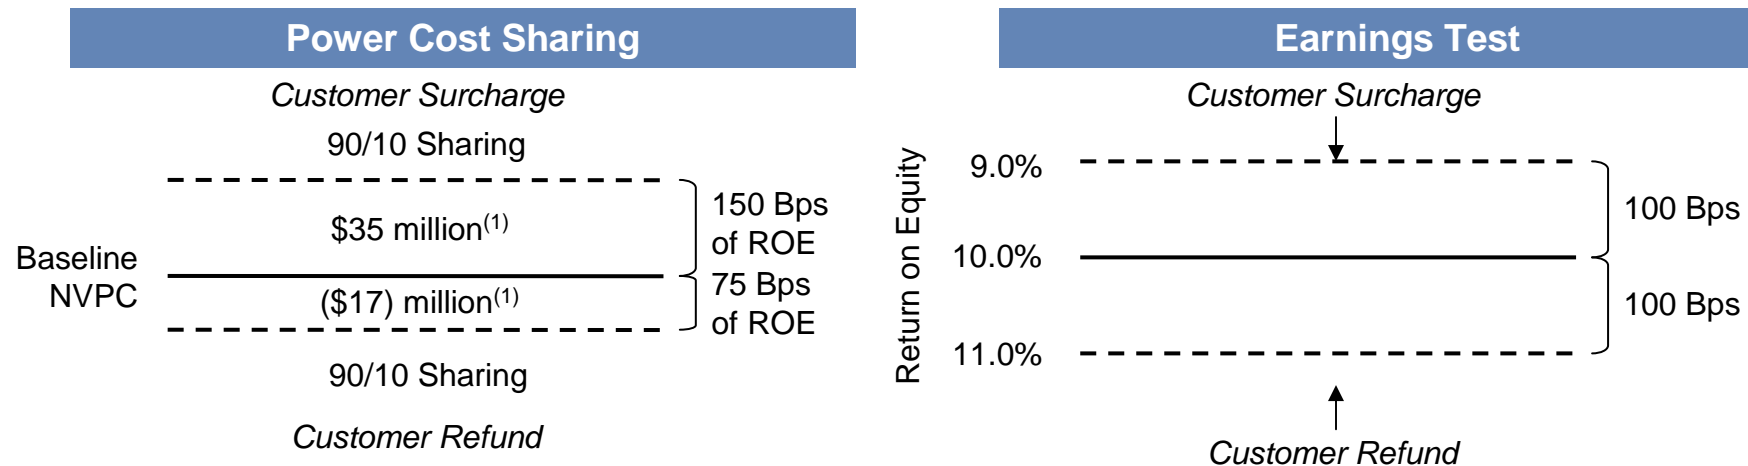 Power Cost Sharing
Customer Surcharge
90/10 Sharing
$35 million(1)
150 Bps
of ROE
Baseline
NVPC
($17) million(1)
75 Bps
of ROE
90/10 Sharing
Customer Refund
Earnings Test
Customer Surcharge
Return on Equity
9.0%
100 Bps
10.0%
100 Bps
11.0%
Customer Refund